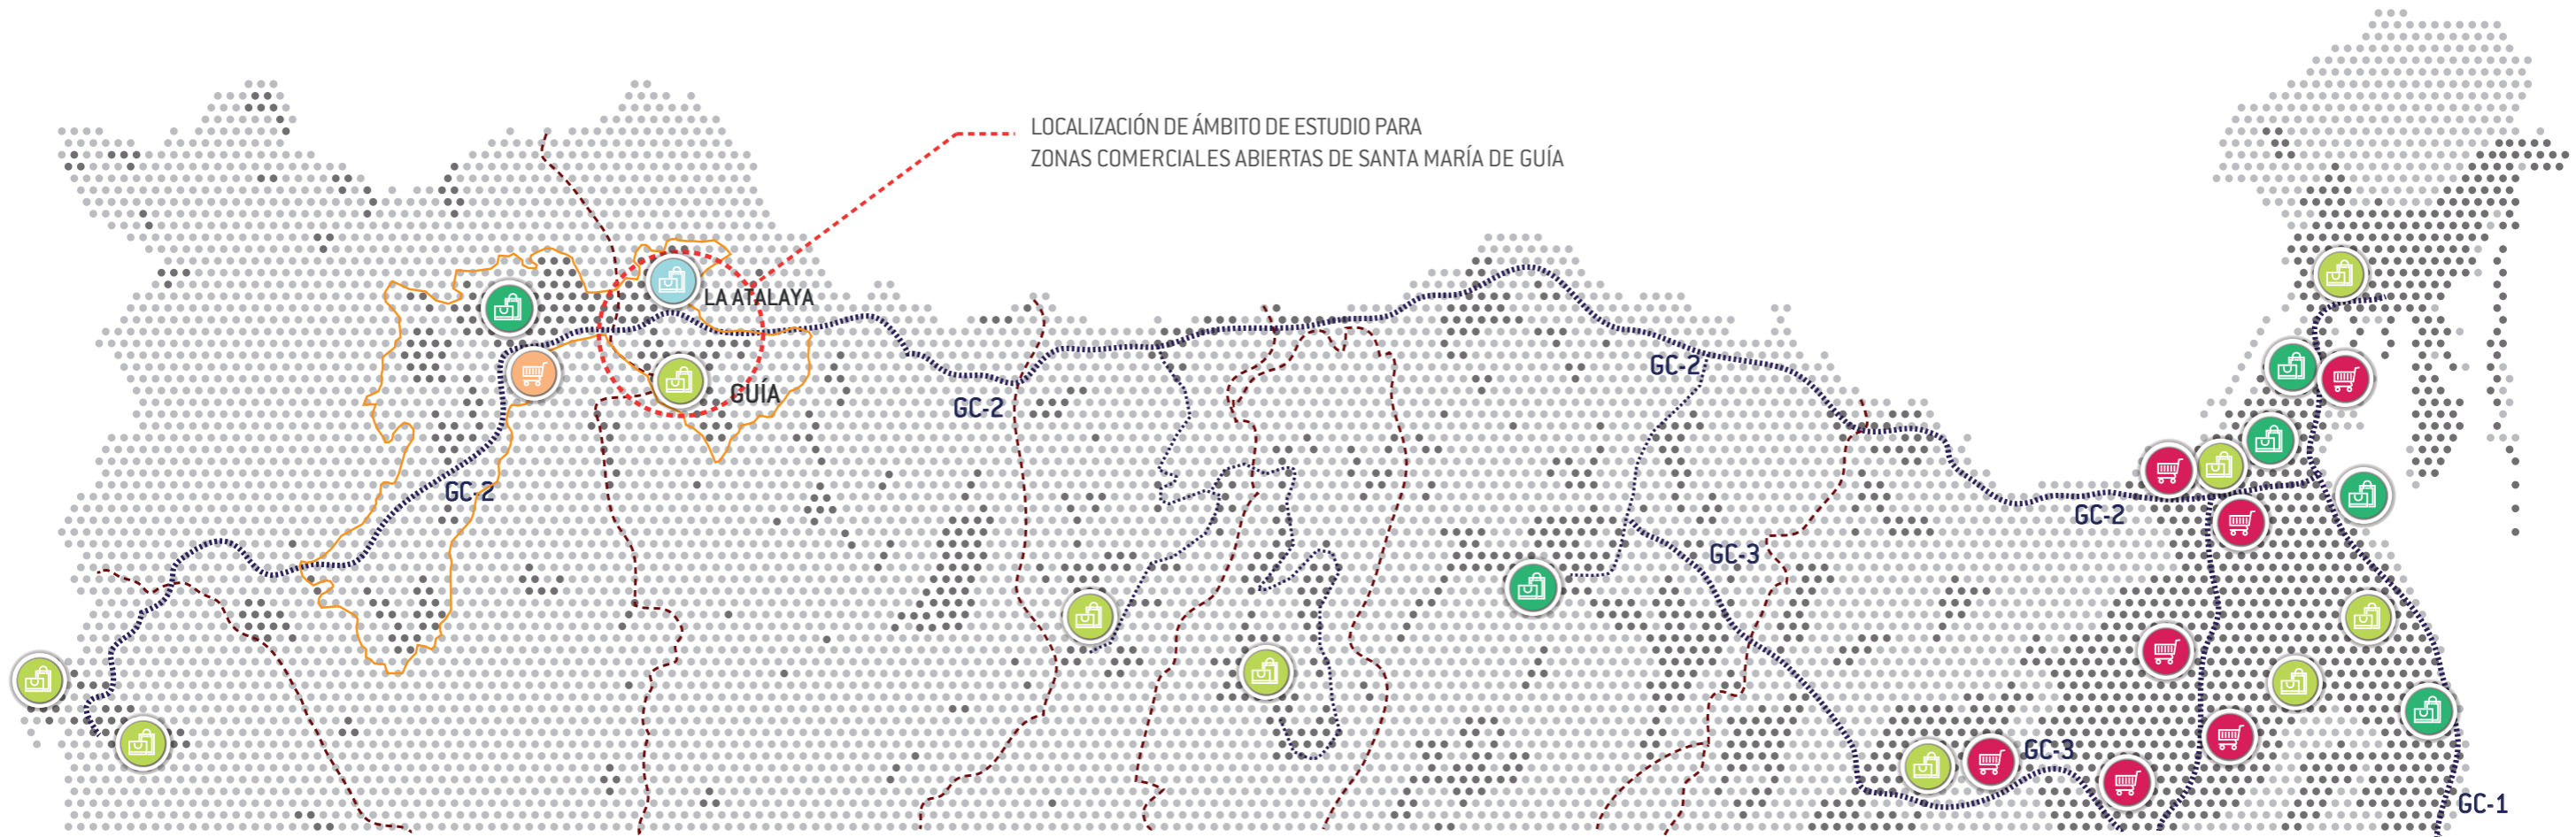 LOCALIZACIÓN DE ÁMBITO DE ESTUDIO PARA
ZONAS COMERCIALES ABIERTAS DE SANTA MARÍA DE GUÍA
LA ATALAYA
GUÍA
GC-2
GC-2
GC-2
GC-2
GC-3
GC-3
GC-1